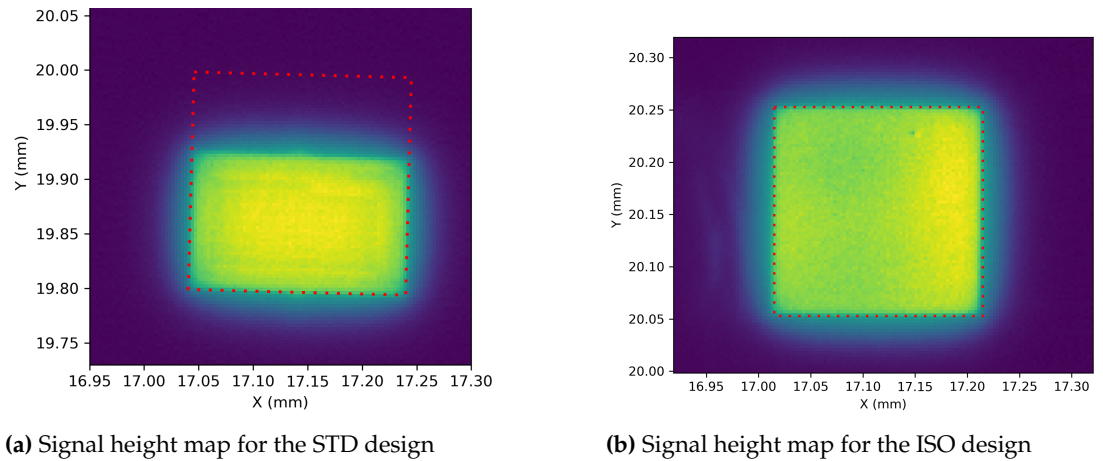 20.05
20.00
19.95
19.90
19.85
19.80
19.75
Y (mm)
16.95 17.00 17.05 17.10 17.15 17.20 17.25 17.30
X (mm)
(a) Signal height map for the STD design
20.30
20.25
20.20
20.15
20.10
20.05
20.00
Y (mm)
16.95 17.00 17.05 17.10 17.15 17.20 17.25 17.30
X (mm)
(b) Signal height map for the ISO design